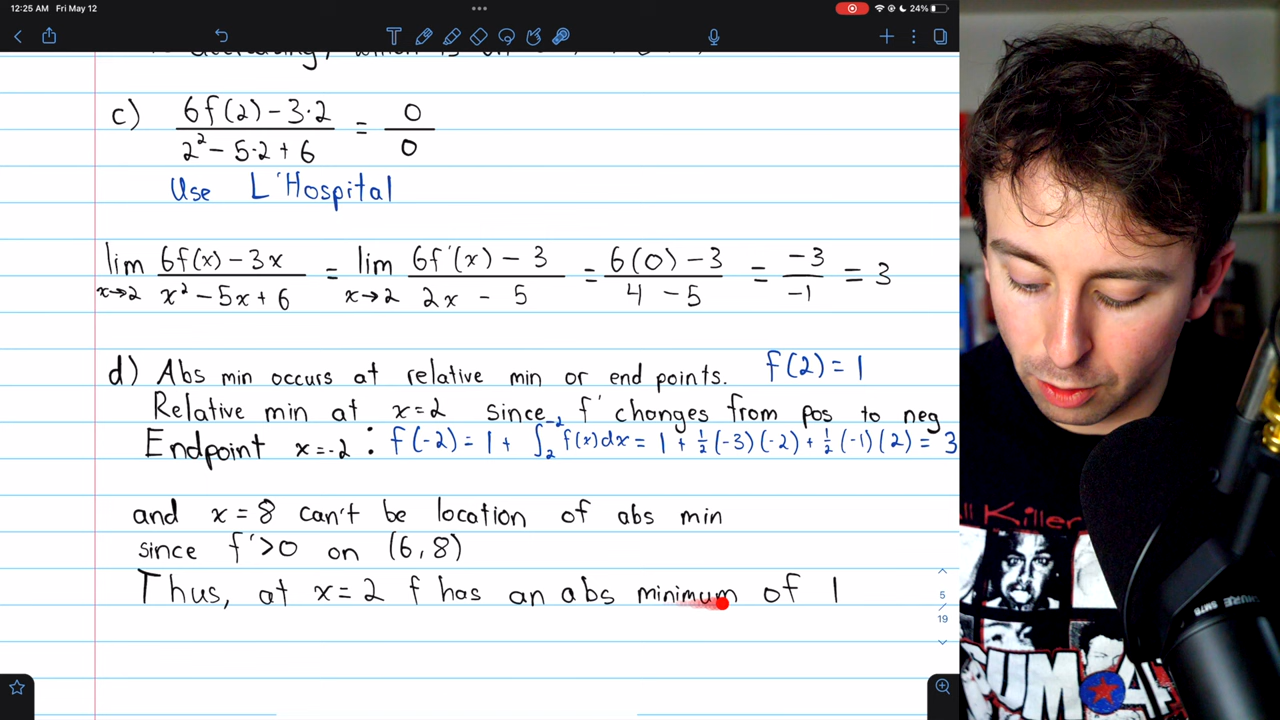 12:25 AM Fri May 12
24%
c) 6f(2) - 3·2 / 2² - 5·2 + 6 = 0 / 0
Use L'Hospital
lim x→2 6f(x) - 3x / x² - 5x + 6 = lim x→2 6f'(x) - 3 / 2x - 5 = 6(0) - 3 / 4 - 5 = -3 / -1 = 3
d) Abs min occurs at relative min or end points. f(2) = 1
Relative min at x=2 since f' changes from pos to neg
Endpoint x=-2 : f(-2) = 1 + ∫₂⁻² f(x)dx = 1 + ½(-3)(-2) + ½(-1)(2) = 3
and x = 8 can't be location of abs min
since f' >0 on (6,8)
Thus, at x=2 f has an abs minimum of 1
5
/
19
Killer
SUM 4